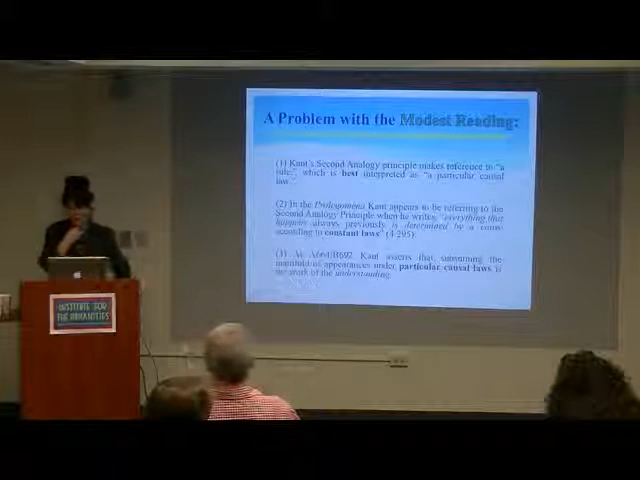 A Problem with the Modest Reading:
(1) Kant's Second Analogy principle makes reference to "a
rule," which is best interpreted as "a particular causal
law."
(2) In the Prolegomena Kant appears to be referring to the
Second Analogy Principle when he writes, "everything that
happens always previously is determined by a cause
according to constant laws" (4:295)
(3) At A664/B692 Kant asserts that subsuming the
manifold of appearances under particular causal laws is
the work of the understanding.
INSTITUTE FOR
THE HUMANITIES